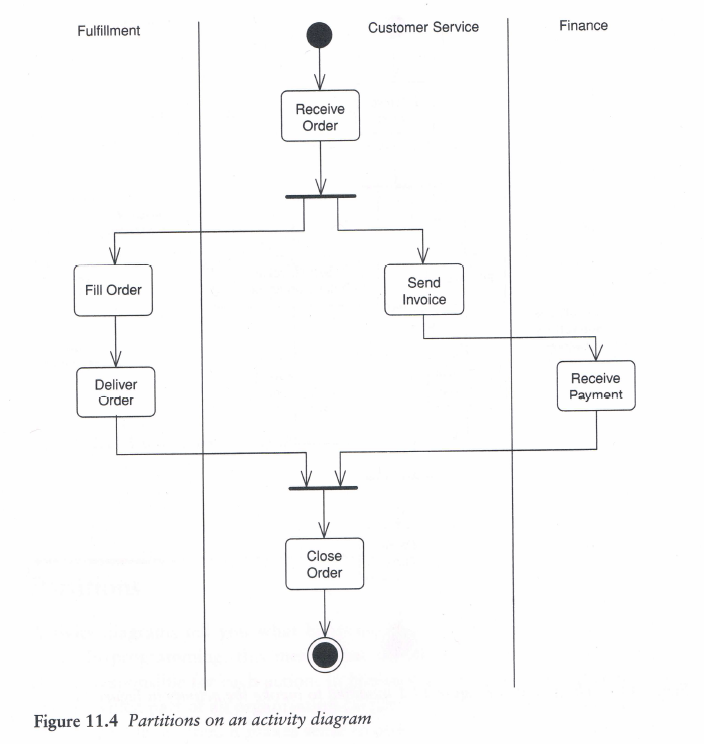 Fulfillment
Customer Service
Finance
Receive
Order
Fill Order
Send
Invoice
Deliver
Order
Receive
Payment
Close
Order
Figure 11.4 Partitions on an activity diagram